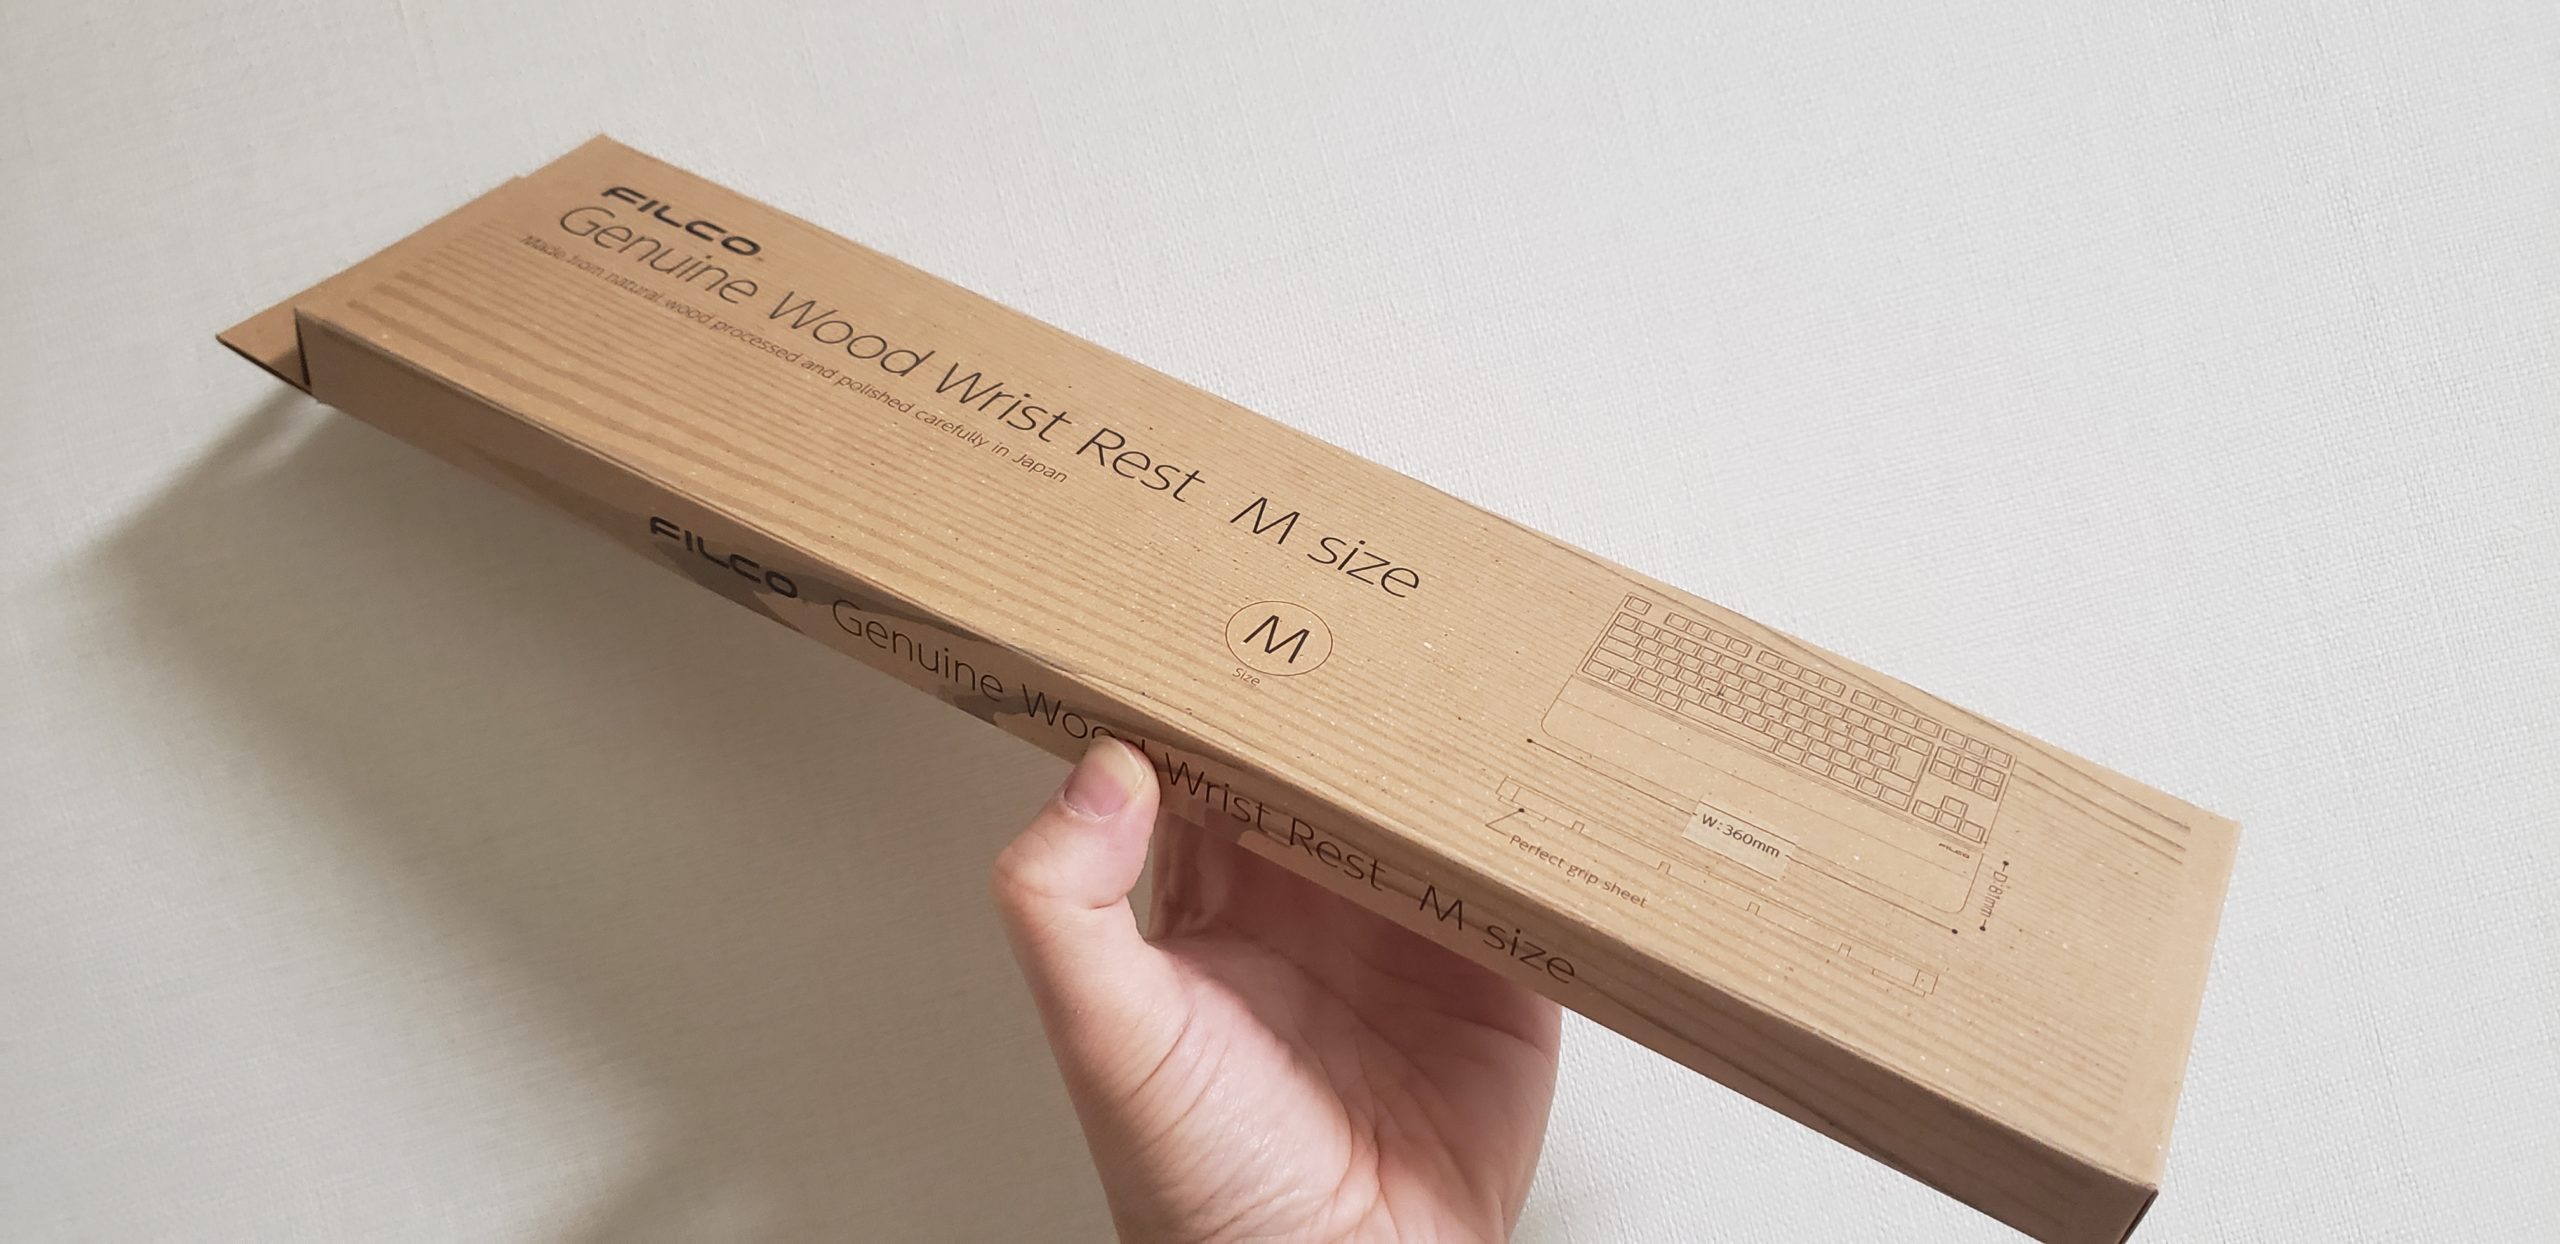 FILCO
Genuine Wood Wrist Rest M size
Made from natural wood processed and polished carefully in Japan
M
Size
FILCO
W:360mm
D:81mm
Perfect grip sheet
FILCO Genuine Wood Wrist Rest M size